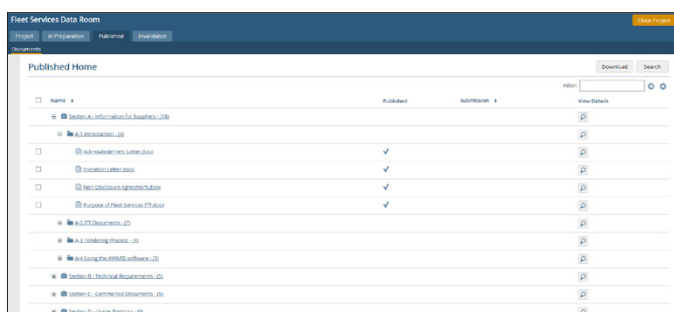 Fleet Services Data Room
Close Project
Project In Preparation Published Invalidated
Documents
Published Home
Download Search
Filter:
Name Published Submission View Details
Section A - Information for Suppliers - (18)
A-1 Introduction - (4)
Acknowledgement Letter.docx
Invitation Letter.docx
Non-Disclosure Agreement.docx
Purpose of Fleet Services ITT.docx
A-2 ITT Documents - (7)
A-3 Tendering Process - (4)
A-4 Using the AWARD software - (3)
Section B - Technical Requirements - (5)
Section C - Commercial Documents - (5)